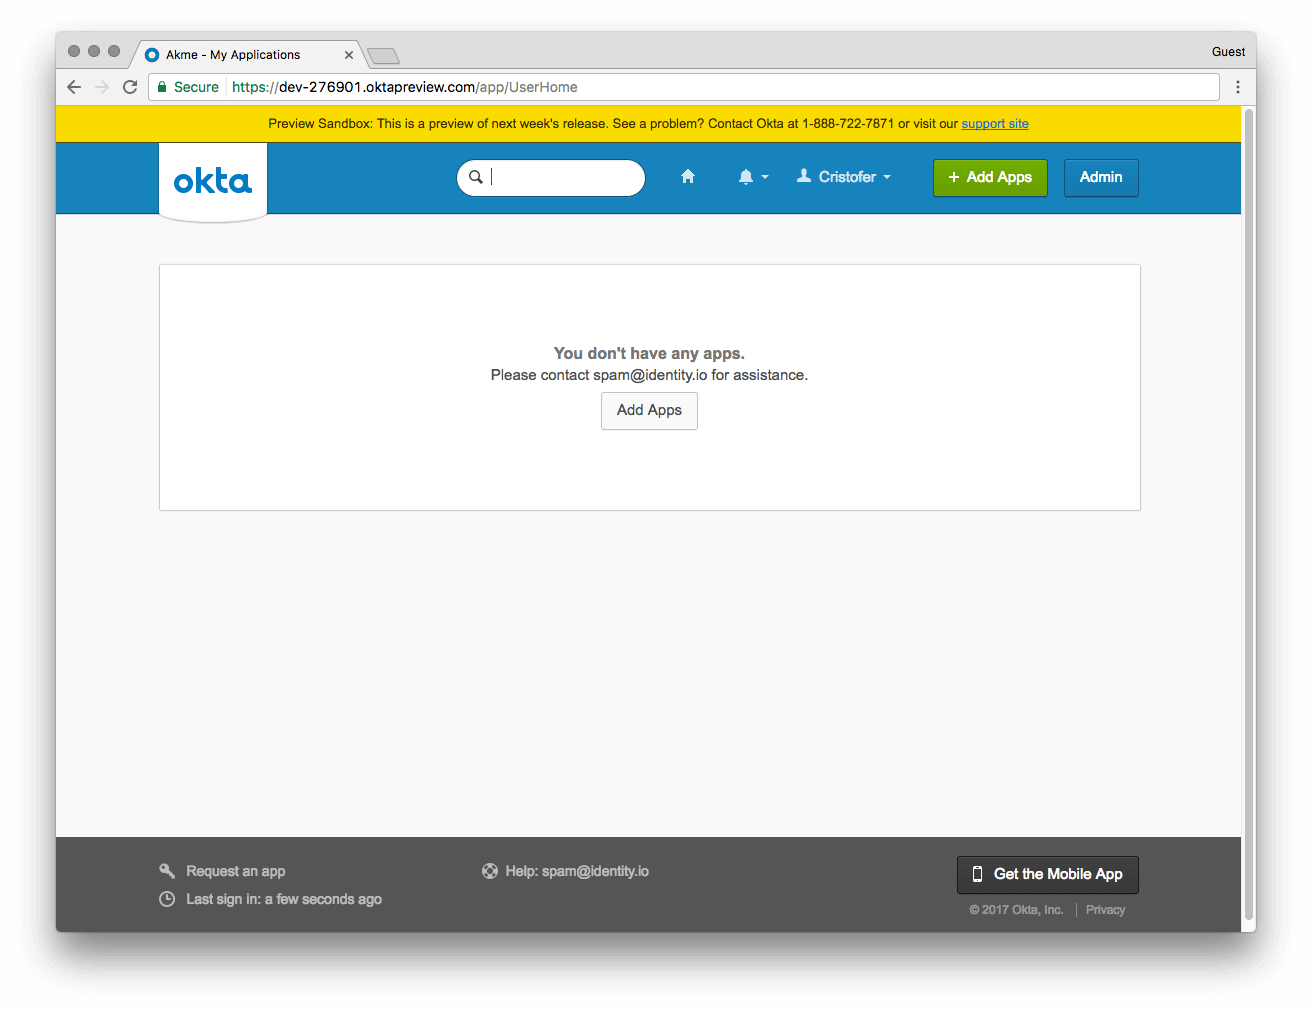 Akme - My Applications
Guest
Secure https://dev-276901.oktapreview.com/app/UserHome
Preview Sandbox: This is a preview of next week's release. See a problem? Contact Okta at 1-888-722-7871 or visit our support site
okta
Cristofer
+ Add Apps
Admin
You don't have any apps.
Please contact spam@identity.io for assistance.
Add Apps
Request an app
Help: spam@identity.io
Get the Mobile App
Last sign in: a few seconds ago
© 2017 Okta, Inc. | Privacy